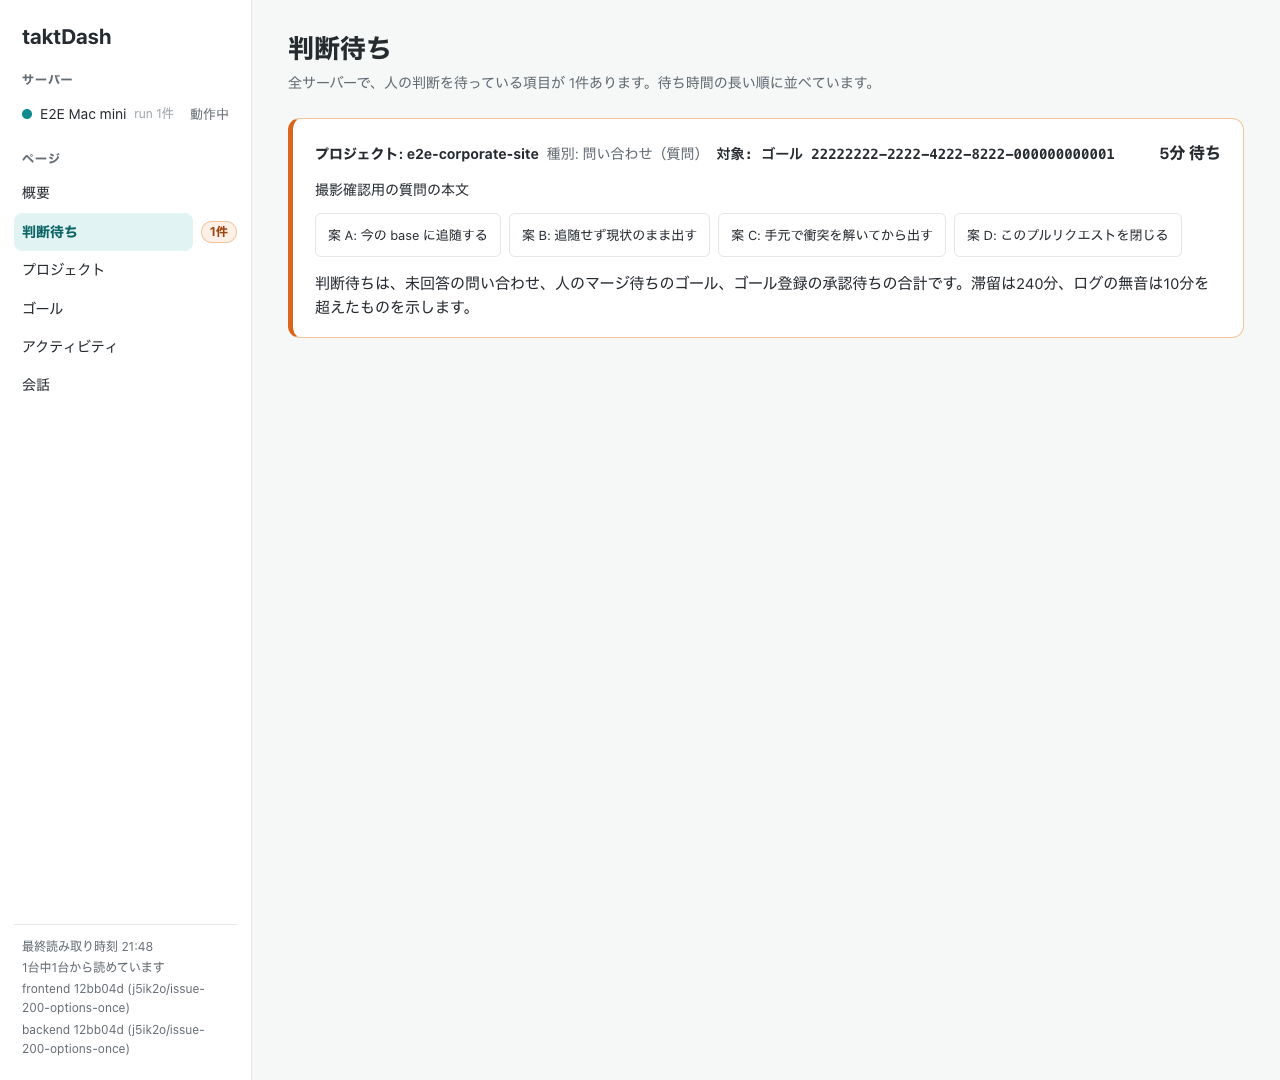 taktDash
サーバー
E2E Mac mini run 1件 動作中
ページ
概要
判断待ち 1件
プロジェクト
ゴール
アクティビティ
会話
最終読み取り時刻 21:48
1台中1台から読めています
frontend 12bb04d (j5ik2o/issue-
200-options-once)
backend 12bb04d (j5ik2o/issue-
200-options-once)
判断待ち
全サーバーで、人の判断を待っている項目が 1件あります。待ち時間の長い順に並べています。
プロジェクト: e2e-corporate-site 種別: 問い合わせ（質問） 対象: ゴール 22222222-2222-4222-8222-000000000001 5分 待ち
撮影確認用の質問の本文
案 A: 今の base に追随する 案 B: 追随せず現状のまま出す 案 C: 手元で衝突を解いてから出す 案 D: このプルリクエストを閉じる
判断待ちは、未回答の問い合わせ、人のマージ待ちのゴール、ゴール登録の承認待ちの合計です。滞留は240分、ログの無音は10分を
超えたものを示します。